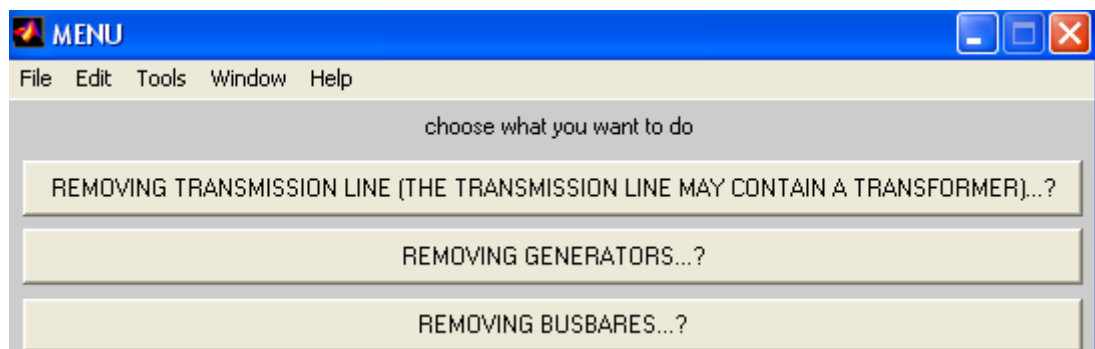 MENU
File Edit Tools Window Help
choose what you want to do
REMOVING TRANSMISSION LINE (THE TRANSMISSION LINE MAY CONTAIN A TRANSFORMER)...?
REMOVING GENERATORS...?
REMOVING BUSBARES...?